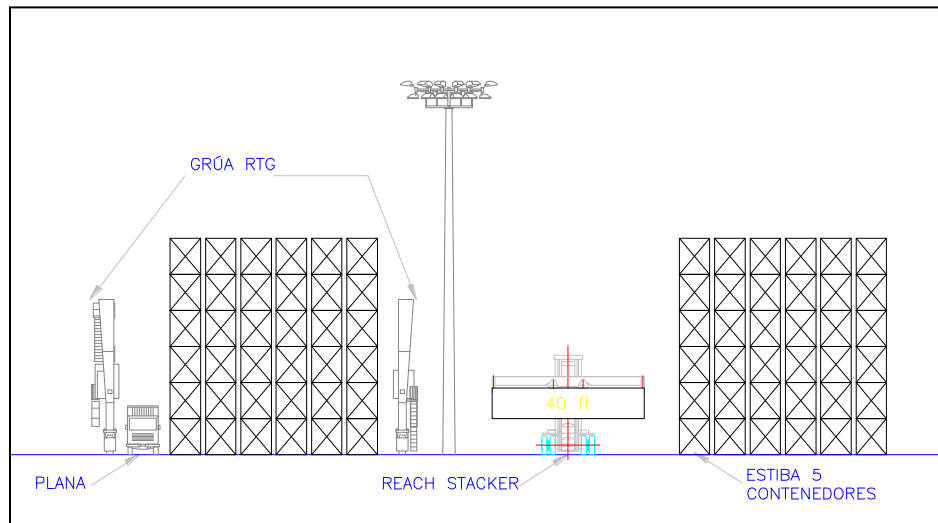 GRÚA RTG
40 ft
PLANA
REACH STACKER
ESTIBA 5
CONTENEDORES